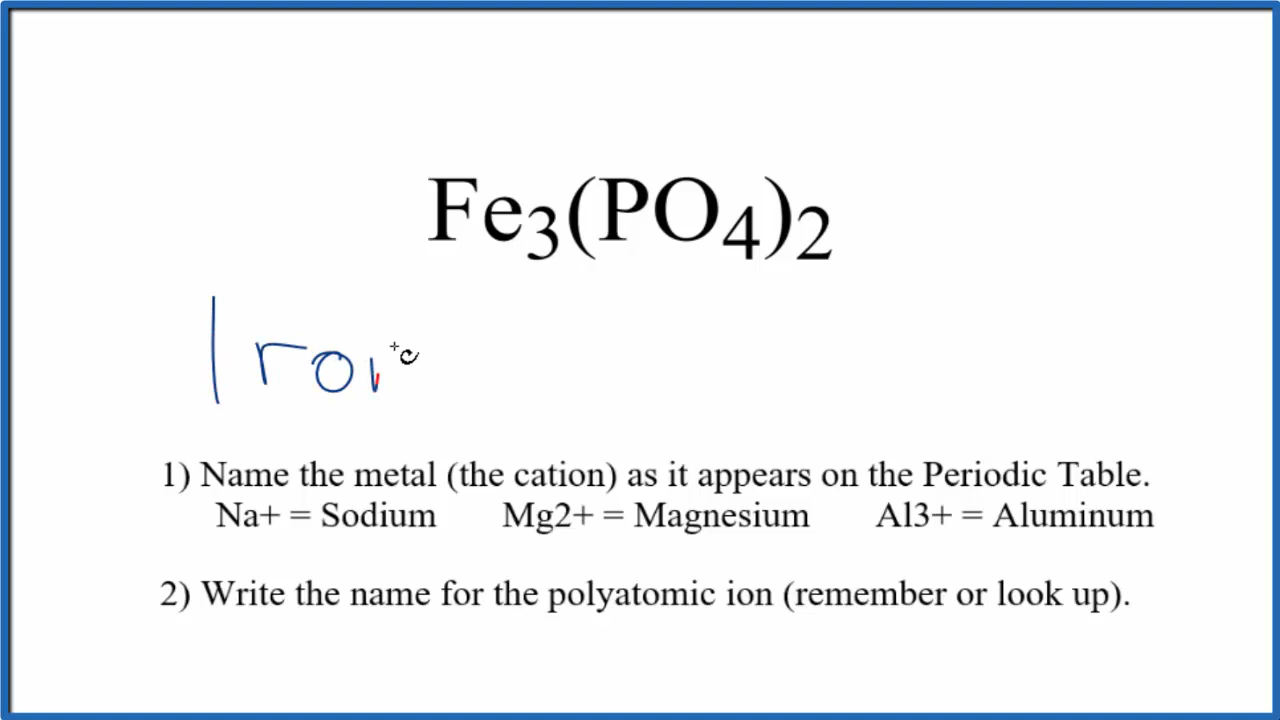 Fe₃(PO₄)₂
Iron
1) Name the metal (the cation) as it appears on the Periodic Table.
Na+ = Sodium Mg2+ = Magnesium Al3+ = Aluminum
2) Write the name for the polyatomic ion (remember or look up).